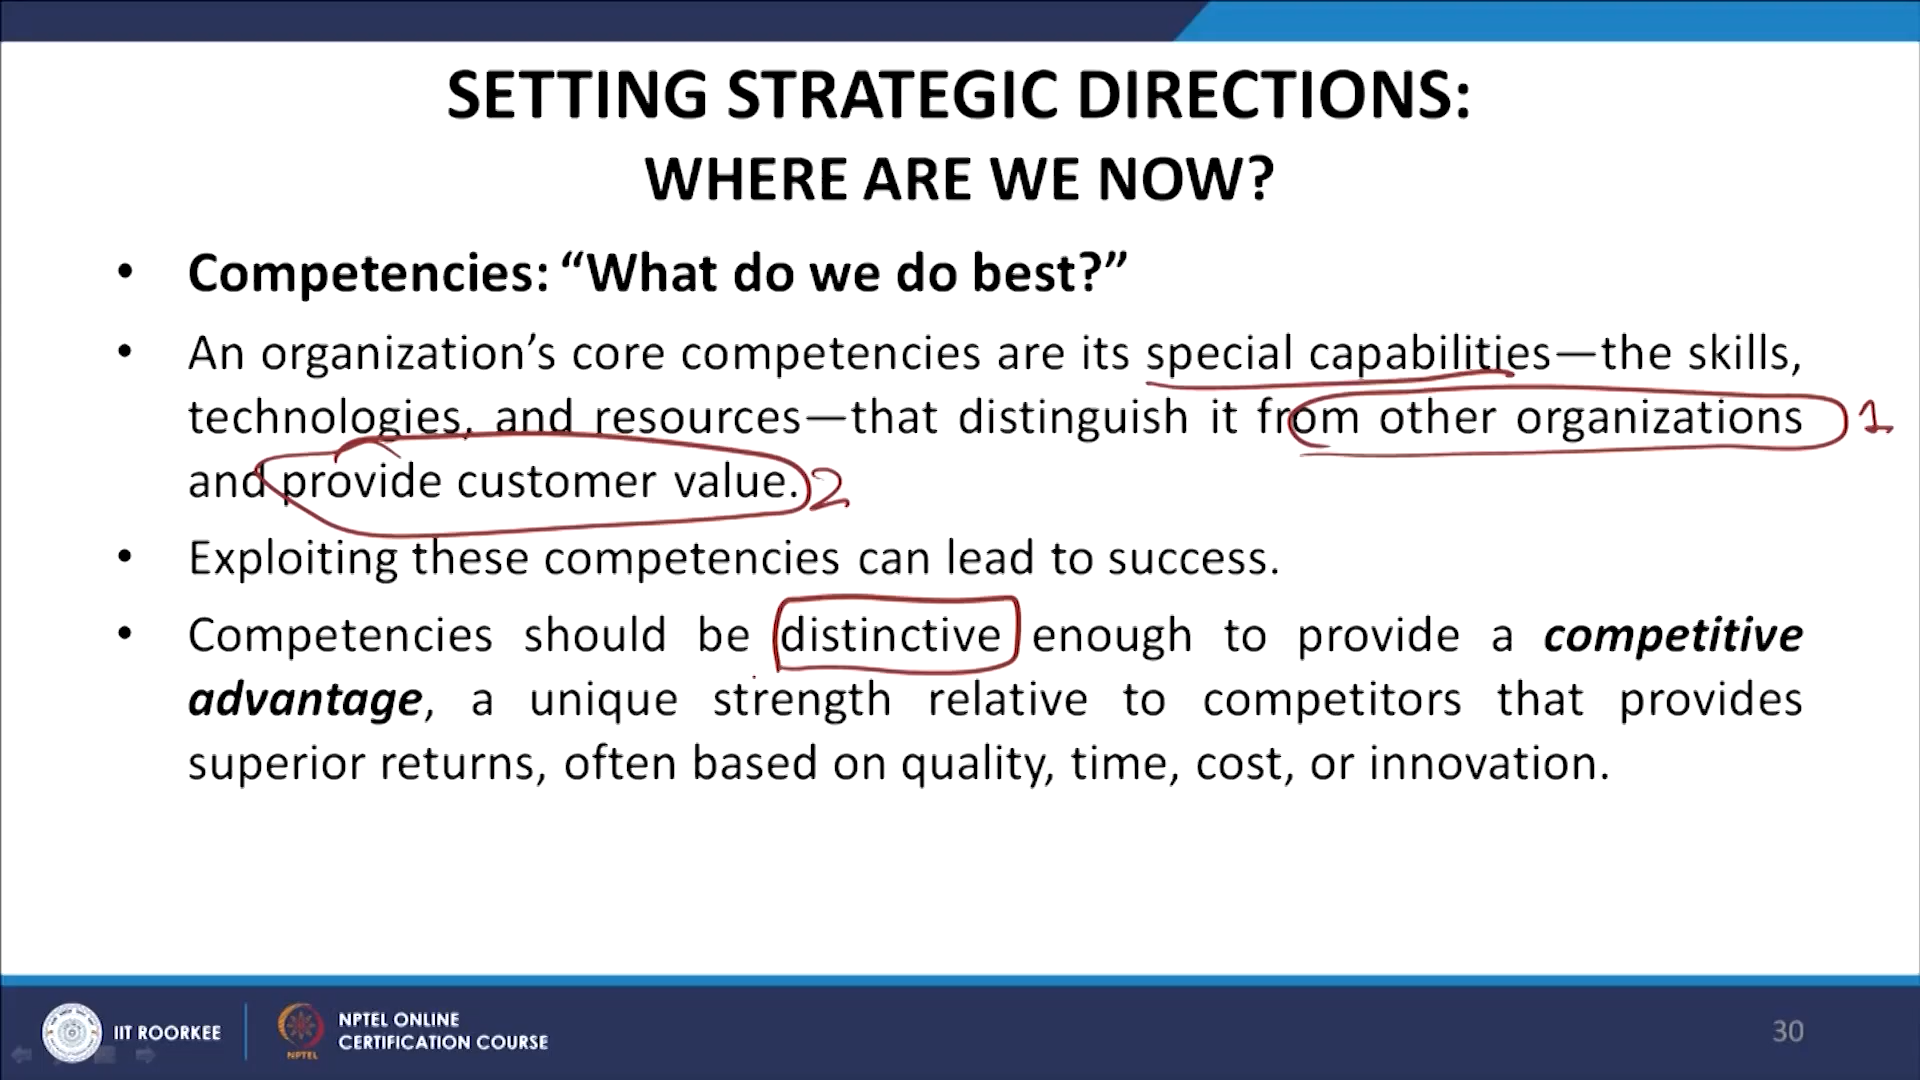 SETTING STRATEGIC DIRECTIONS:
WHERE ARE WE NOW?
• Competencies: “What do we do best?”
• An organization’s core competencies are its special capabilities—the skills,
technologies, and resources—that distinguish it from other organizations 1
and provide customer value. 2
• Exploiting these competencies can lead to success.
• Competencies should be distinctive enough to provide a competitive
advantage, a unique strength relative to competitors that provides
superior returns, often based on quality, time, cost, or innovation.
IIT ROORKEE
NPTEL
NPTEL ONLINE
CERTIFICATION COURSE
30